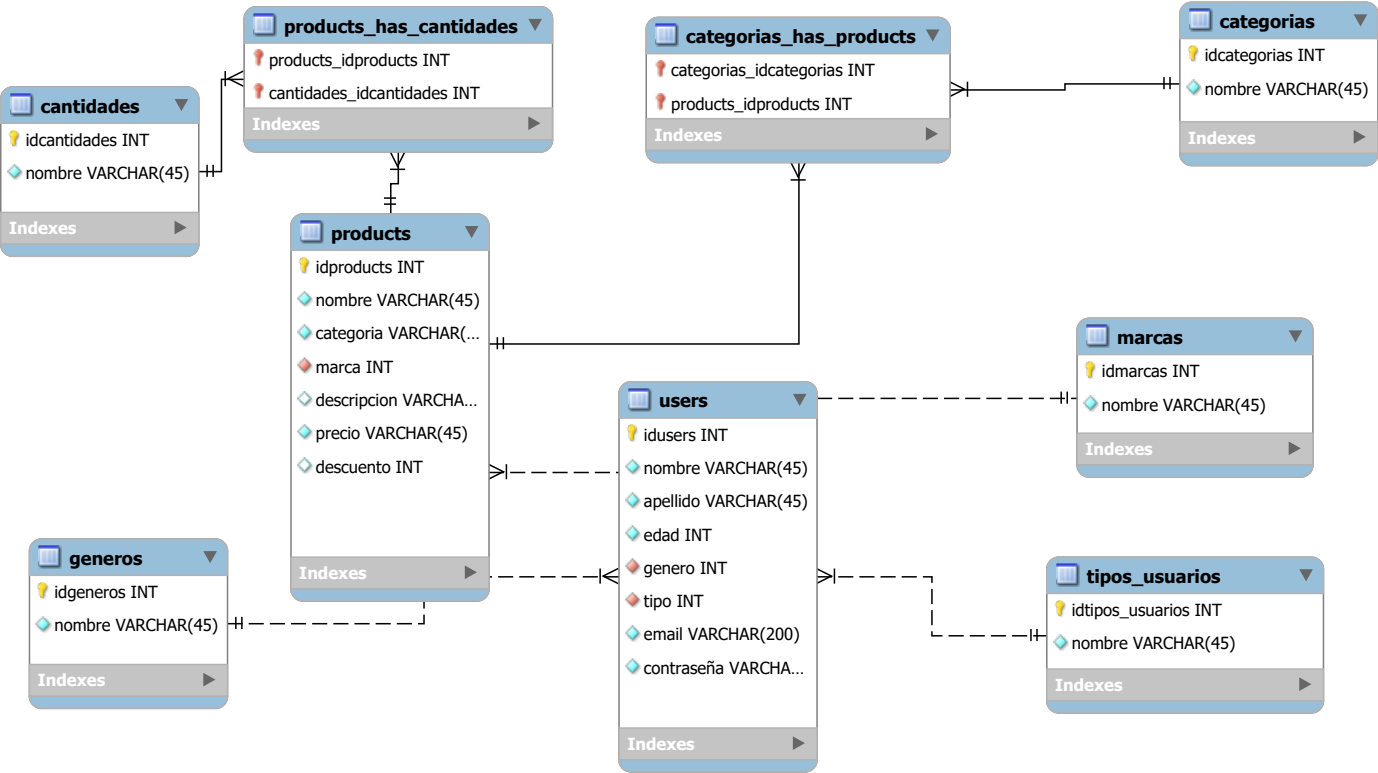 products_has_cantidades
products_idproducts INT
cantidades_idcantidades INT
Indexes
categorias_has_products
categorias_idcategorias INT
products_idproducts INT
Indexes
categorias
idcategorias INT
nombre VARCHAR(45)
Indexes
cantidades
idcantidades INT
nombre VARCHAR(45)
Indexes
products
idproducts INT
nombre VARCHAR(45)
categoria VARCHAR(...
marca INT
descripcion VARCHA...
precio VARCHAR(45)
descuento INT
Indexes
marcas
idmarcas INT
nombre VARCHAR(45)
Indexes
users
idusers INT
nombre VARCHAR(45)
apellido VARCHAR(45)
edad INT
genero INT
tipo INT
email VARCHAR(200)
contraseña VARCHA...
Indexes
generos
idgeneros INT
nombre VARCHAR(45)
Indexes
tipos_usuarios
idtipos_usuarios INT
nombre VARCHAR(45)
Indexes